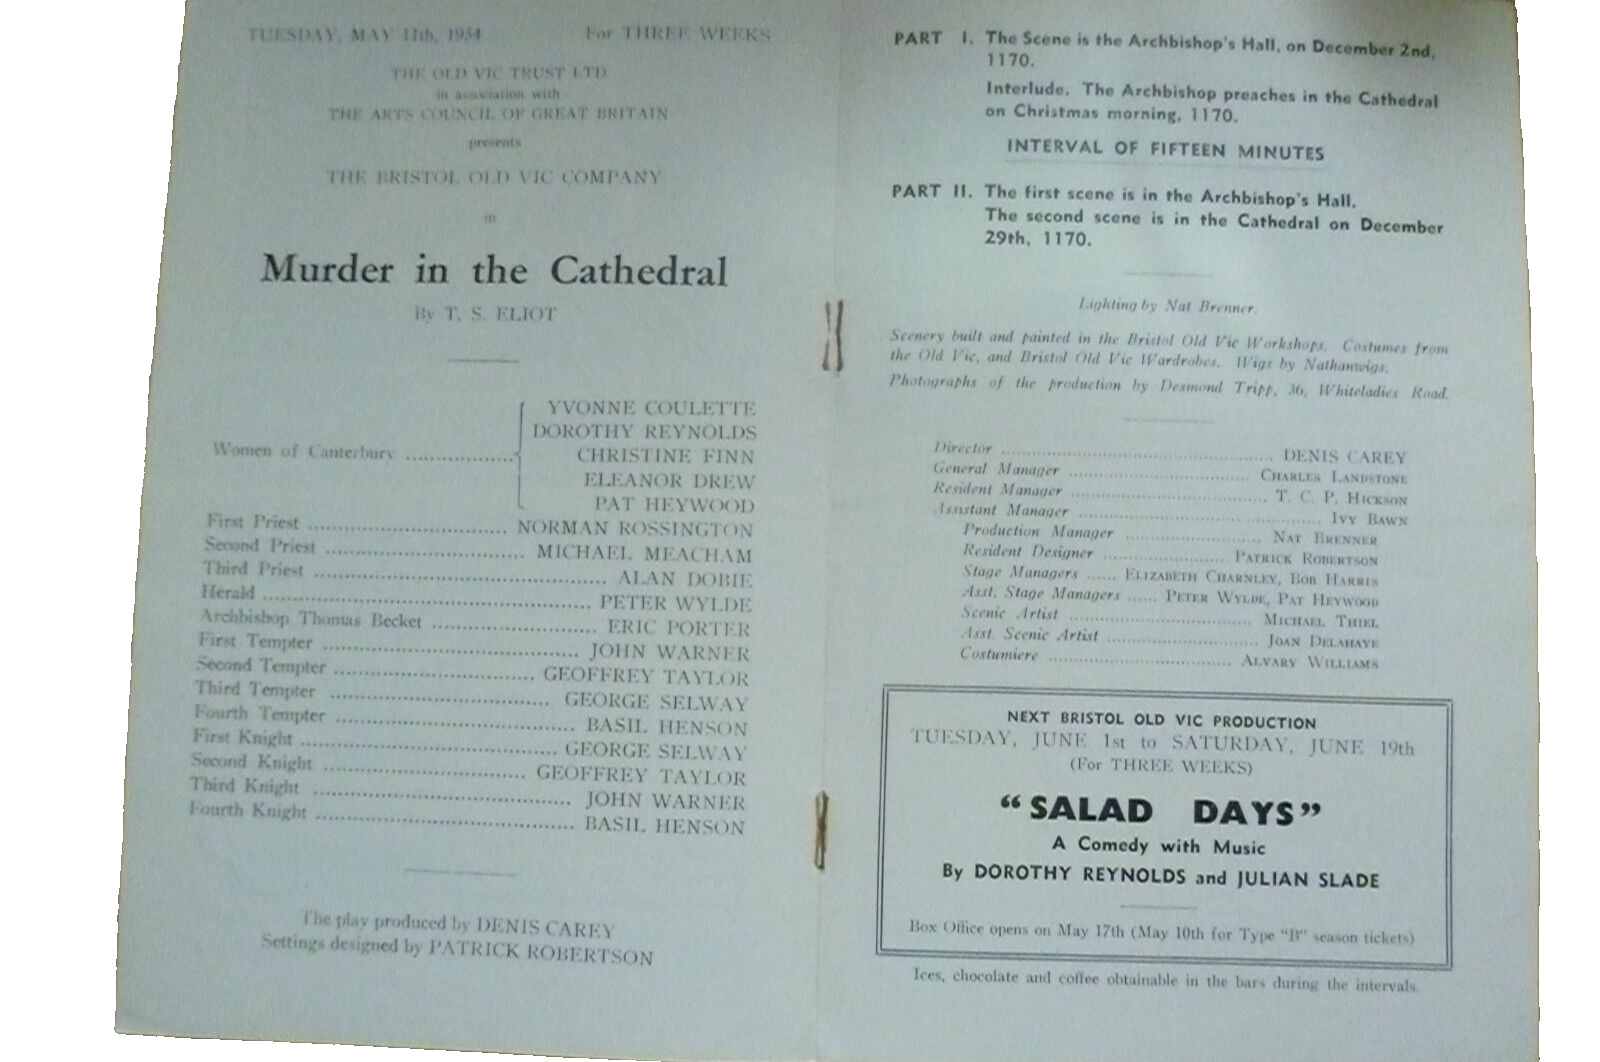 TUESDAY, MAY 11th, 1954 For THREE WEEKS
THE OLD VIC TRUST LTD.
in association with
THE ARTS COUNCIL OF GREAT BRITAIN
presents
THE BRISTOL OLD VIC COMPANY
in
Murder in the Cathedral
By T. S. ELIOT
Women of Canterbury
YVONNE COULETTE
DOROTHY REYNOLDS
CHRISTINE FINN
ELEANOR DREW
PAT HEYWOOD
First Priest NORMAN ROSSINGTON
Second Priest MICHAEL MEACHAM
Third Priest ALAN DOBIE
Herald PETER WYLDE
Archbishop Thomas Becket ERIC PORTER
First Tempter JOHN WARNER
Second Tempter GEOFFREY TAYLOR
Third Tempter GEORGE SELWAY
Fourth Tempter BASIL HENSON
First Knight GEORGE SELWAY
Second Knight GEOFFREY TAYLOR
Third Knight JOHN WARNER
Fourth Knight BASIL HENSON
The play produced by DENIS CAREY
Settings designed by PATRICK ROBERTSON
PART I. The Scene is the Archbishop's Hall, on December 2nd,
1170.
Interlude. The Archbishop preaches in the Cathedral
on Christmas morning, 1170.
INTERVAL OF FIFTEEN MINUTES
PART II. The first scene is in the Archbishop's Hall.
The second scene is in the Cathedral on December
29th, 1170.
Lighting by Nat Brenner.
Scenery built and painted in the Bristol Old Vic Workshops. Costumes from
the Old Vic, and Bristol Old Vic Wardrobes. Wigs by Nathanwigs.
Photographs of the production by Desmond Tripp, 36, Whiteladies Road.
Director DENIS CAREY
General Manager CHARLES LANDSTONE
Resident Manager T. C. P. HICKSON
Assistant Manager IVY BAWN
Production Manager NAT BRENNER
Resident Designer PATRICK ROBERTSON
Stage Managers ELIZABETH CHARNLEY, BOB HARRIS
Asst. Stage Managers PETER WYLDE, PAT HEYWOOD
Scenic Artist MICHAEL THIEL
Asst. Scenic Artist JOAN DELAHAYE
Costumiere ALVARY WILLIAMS
NEXT BRISTOL OLD VIC PRODUCTION
TUESDAY, JUNE 1st to SATURDAY, JUNE 19th
(For THREE WEEKS)
“SALAD DAYS”
A Comedy with Music
By DOROTHY REYNOLDS and JULIAN SLADE
Box Office opens on May 17th (May 10th for Type "B" season tickets)
Ices, chocolate and coffee obtainable in the bars during the intervals.